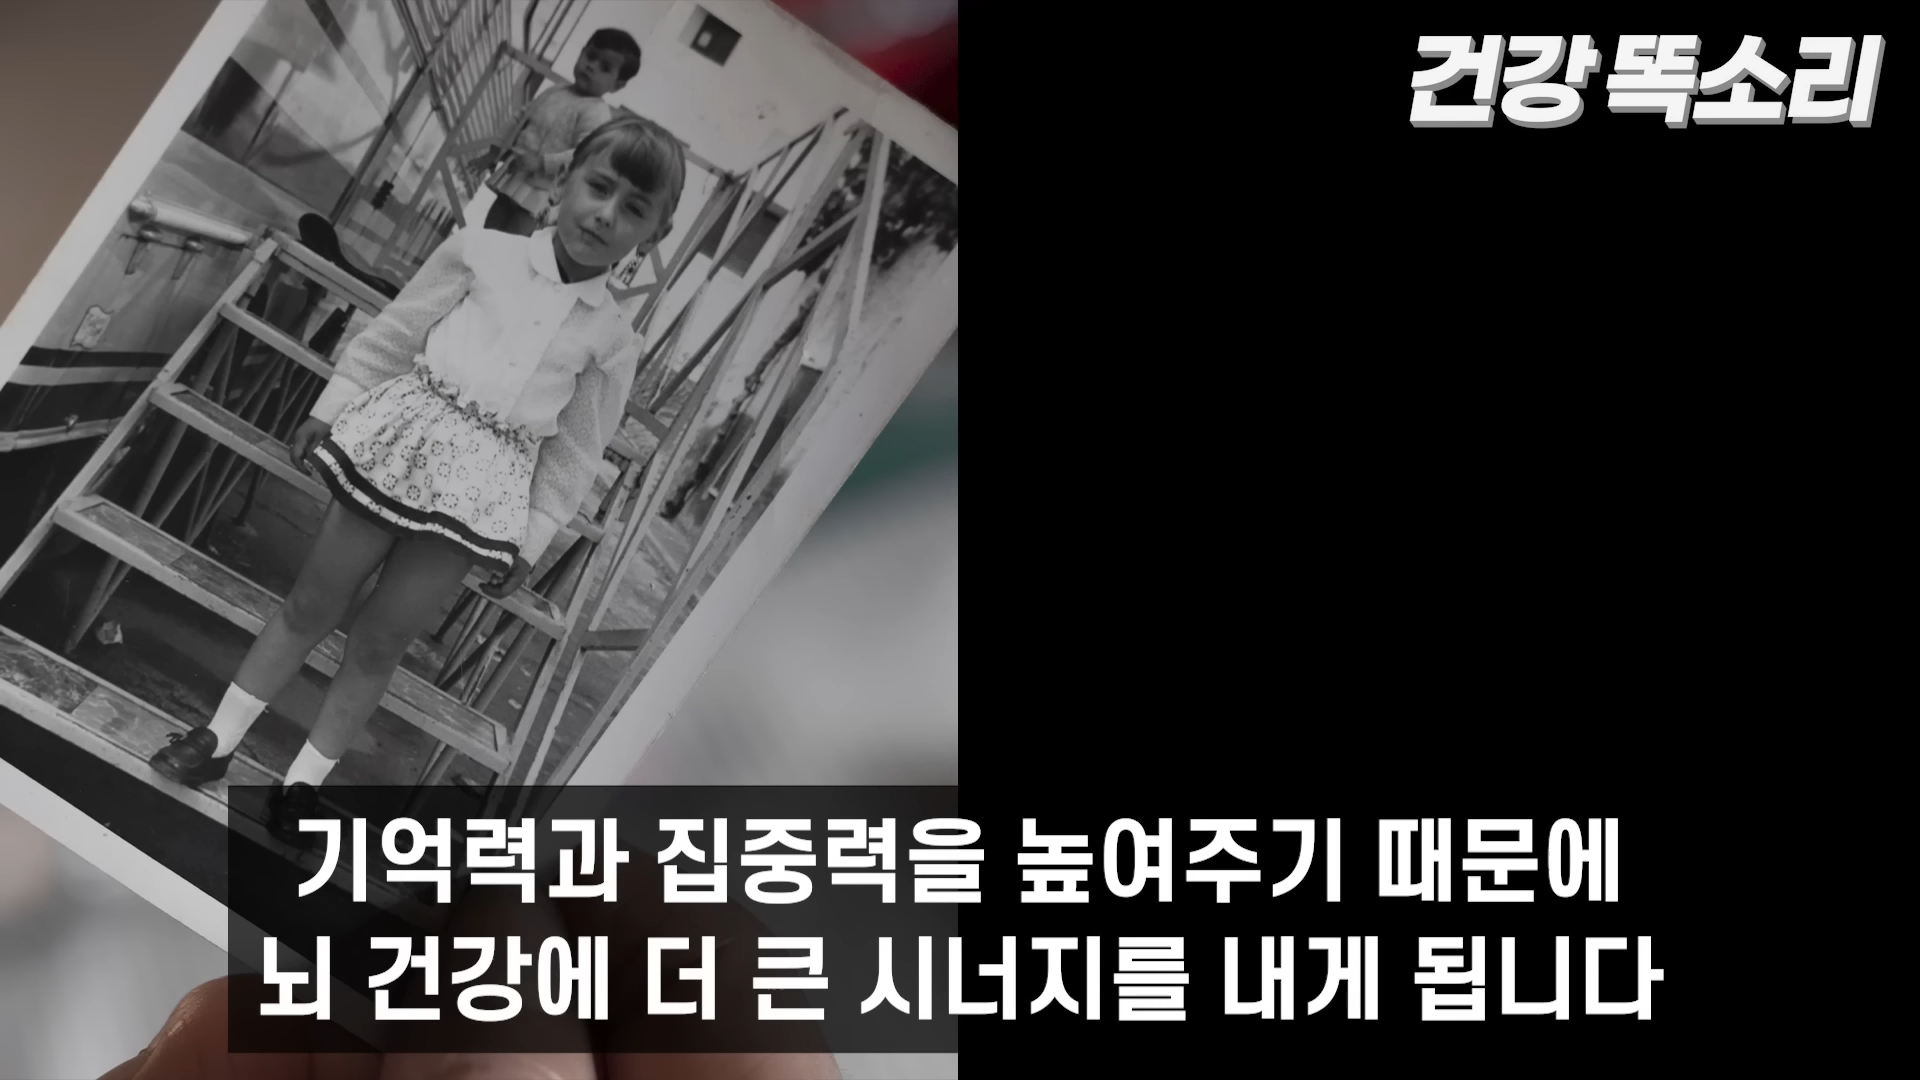 건강 똑소리
기억력과 집중력을 높여주기 때문에
뇌 건강에 더 큰 시너지를 내게 됩니다